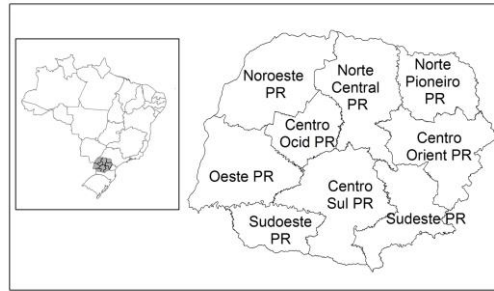 Noroeste
PR
Norte
Central
PR
Norte
Pioneiro
PR
Centro
Ocid PR
Centro
Orient PR
Oeste PR
Centro
Sul PR
Sudoeste
PR
Sudeste PR